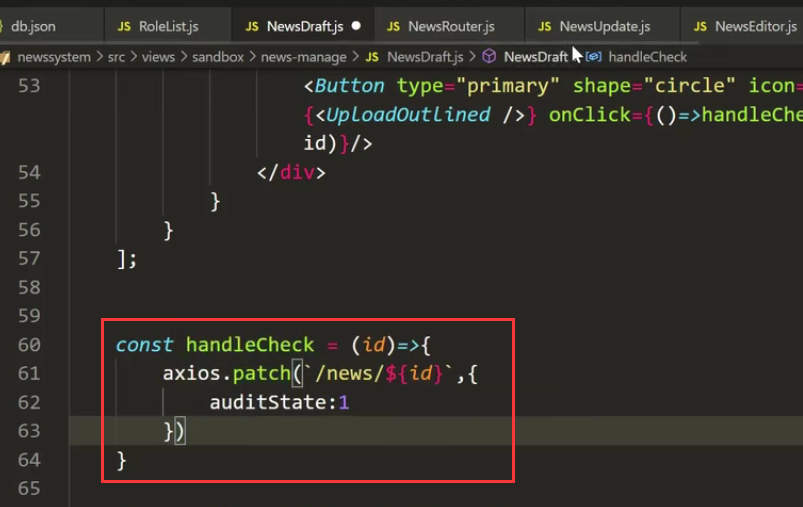 db.json JS RoleList.js JS NewsDraft.js JS NewsRouter.js JS NewsUpdate.js JS NewsEditor.js
newssystem > src > views > sandbox > news-manage > JS NewsDraft.js > NewsDraft > handleCheck
53 <Button type="primary" shape="circle" icon=
{<UploadOutlined />} onClick={()=>handleChe
id)}/>
54 </div>
55 }
56 }
57 ];
58
59
60 const handleCheck = (id)=>{
61 axios.patch(`/news/${id}`,{
62 auditState:1
63 })
64 }
65